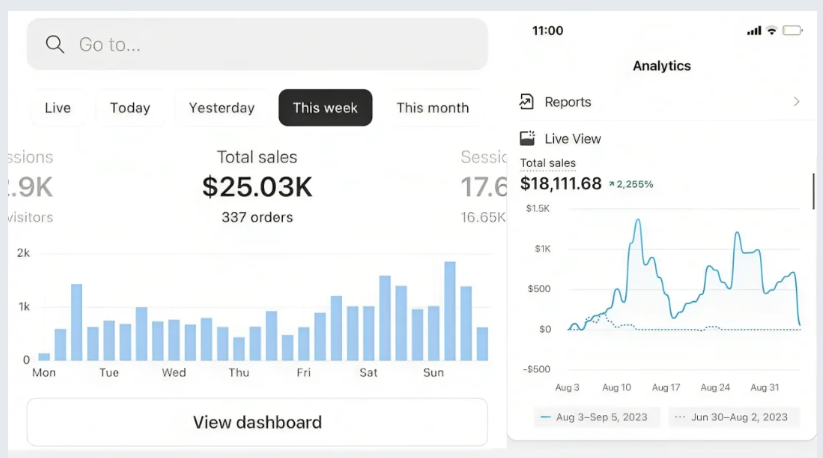 Go to...
Live Today Yesterday This week This month
ssions Total sales Sessic
.9K $25.03K 17.6
visitors 337 orders 16.65K
2k
1k
0
Mon Tue Wed Thu Fri Sat Sun
View dashboard
11:00
Analytics
Reports
Live View
Total sales
$18,111.68 2,255%
$1.5K
$1K
$500
$0
-$500
Aug 3 Aug 10 Aug 17 Aug 24 Aug 31
Aug 3–Sep 5, 2023 Jun 30–Aug 2, 2023